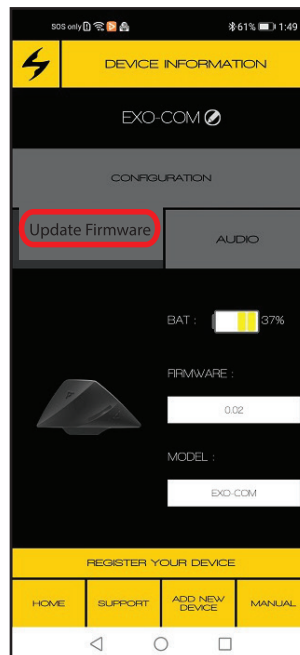 SOS only 61% 1:49
DEVICE INFORMATION
EXO-COM
CONFIGURATION
Update Firmware
AUDIO
BAT : 37%
FIRMWARE :
0.02
MODEL :
EXO-COM
REGISTER YOUR DEVICE
HOME
SUPPORT
ADD NEW
DEVICE
MANUAL